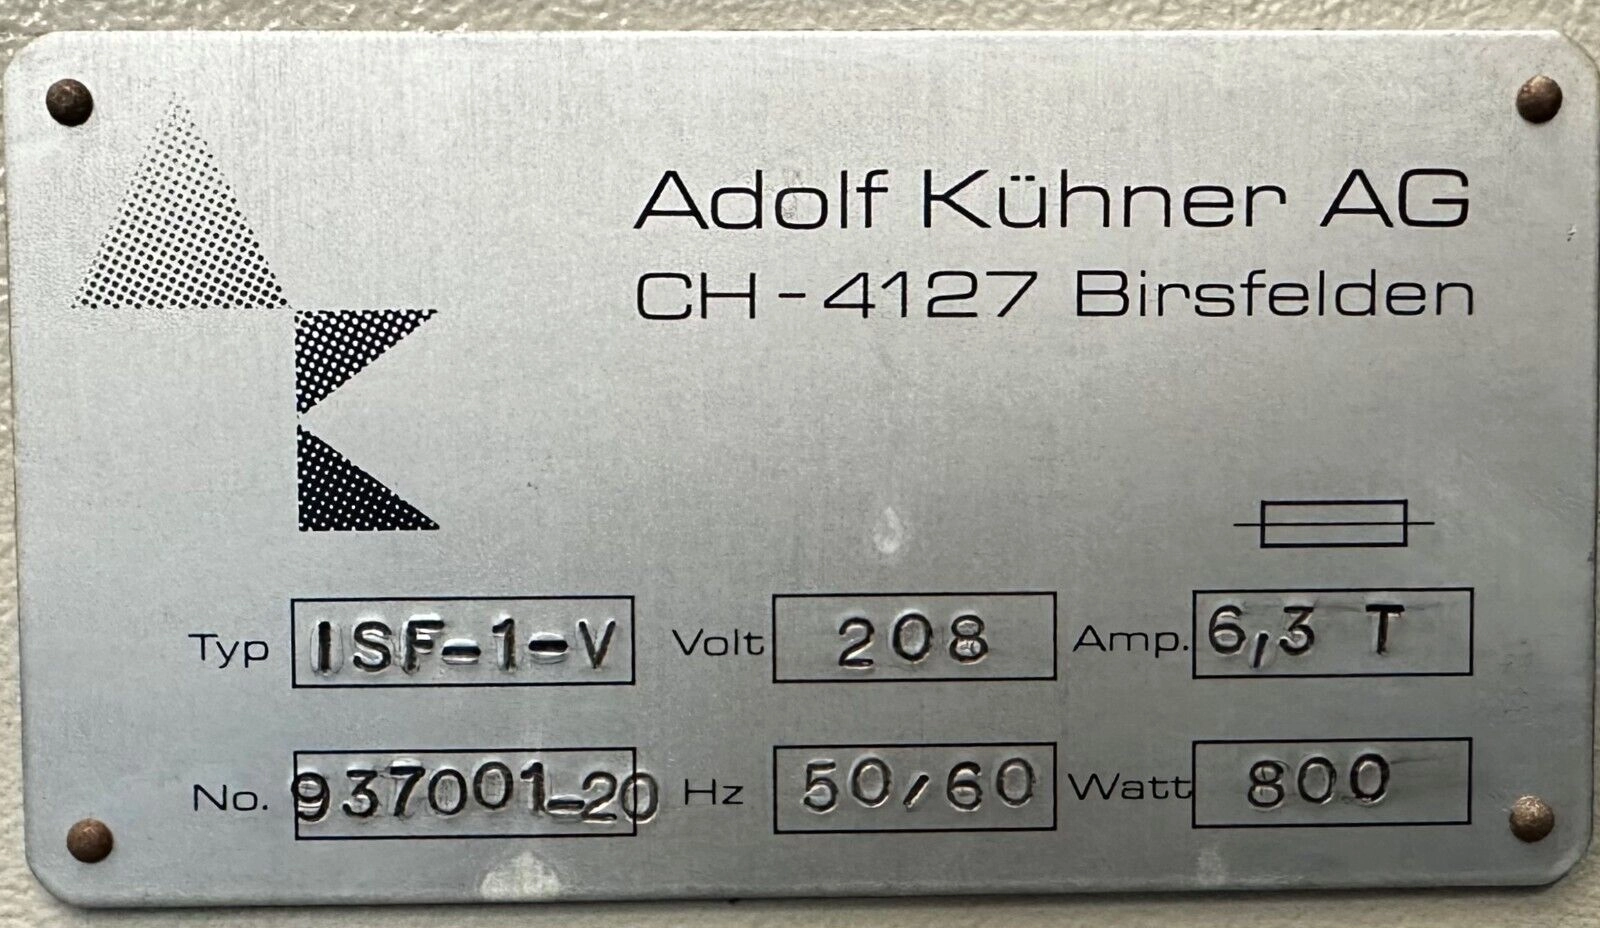 Adolf Kühner AG
CH-4127 Birsfelden
Typ ISF-1-V Volt 208 Amp. 6,3 T
No. 937001-20 Hz 50/60 Watt 800